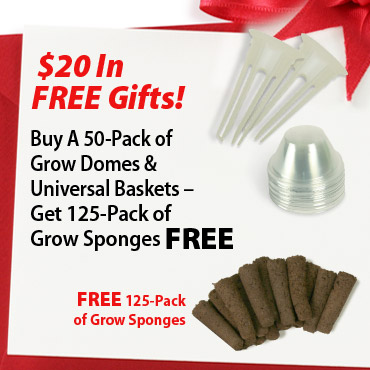 $20 In
FREE Gifts!
Buy A 50-Pack of
Grow Domes &
Universal Baskets –
Get 125-Pack of
Grow Sponges FREE
FREE 125-Pack
of Grow Sponges